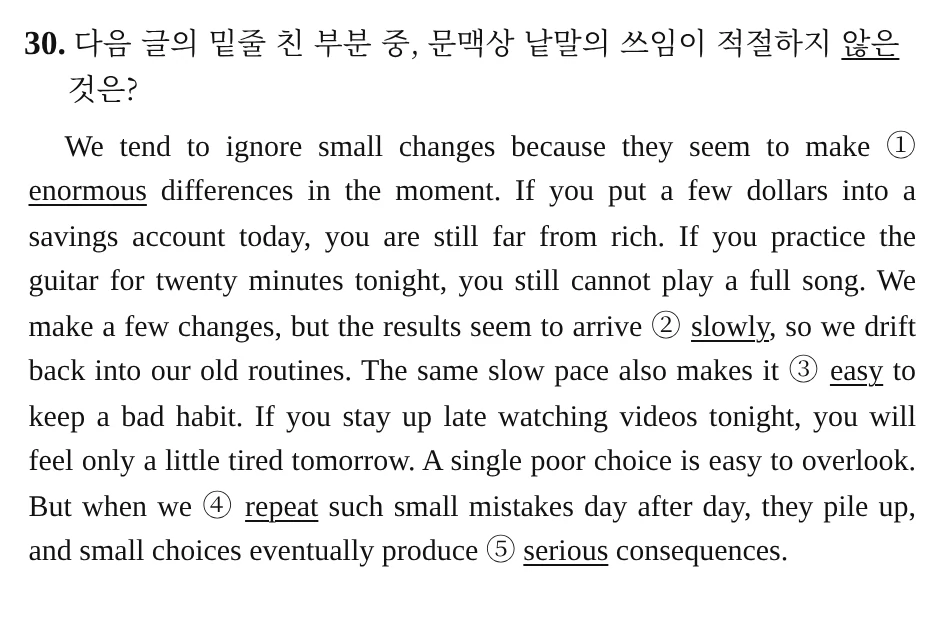 30. 다음 글의 밑줄 친 부분 중, 문맥상 낱말의 쓰임이 적절하지 않은
것은?
We tend to ignore small changes because they seem to make ①
enormous differences in the moment. If you put a few dollars into a
savings account today, you are still far from rich. If you practice the
guitar for twenty minutes tonight, you still cannot play a full song. We
make a few changes, but the results seem to arrive ② slowly, so we drift
back into our old routines. The same slow pace also makes it ③ easy to
keep a bad habit. If you stay up late watching videos tonight, you will
feel only a little tired tomorrow. A single poor choice is easy to overlook.
But when we ④ repeat such small mistakes day after day, they pile up,
and small choices eventually produce ⑤ serious consequences.